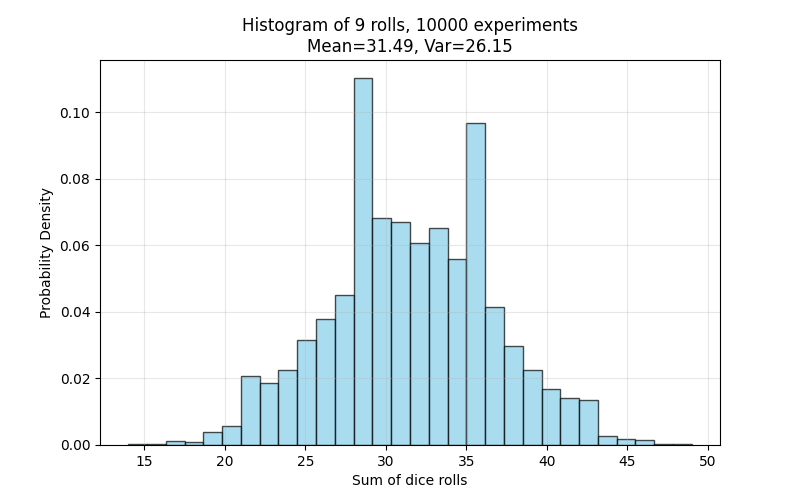 Histogram of 9 rolls, 10000 experiments
Mean=31.49, Var=26.15
Probability Density
0.10
0.08
0.06
0.04
0.02
0.00
15 20 25 30 35 40 45 50
Sum of dice rolls